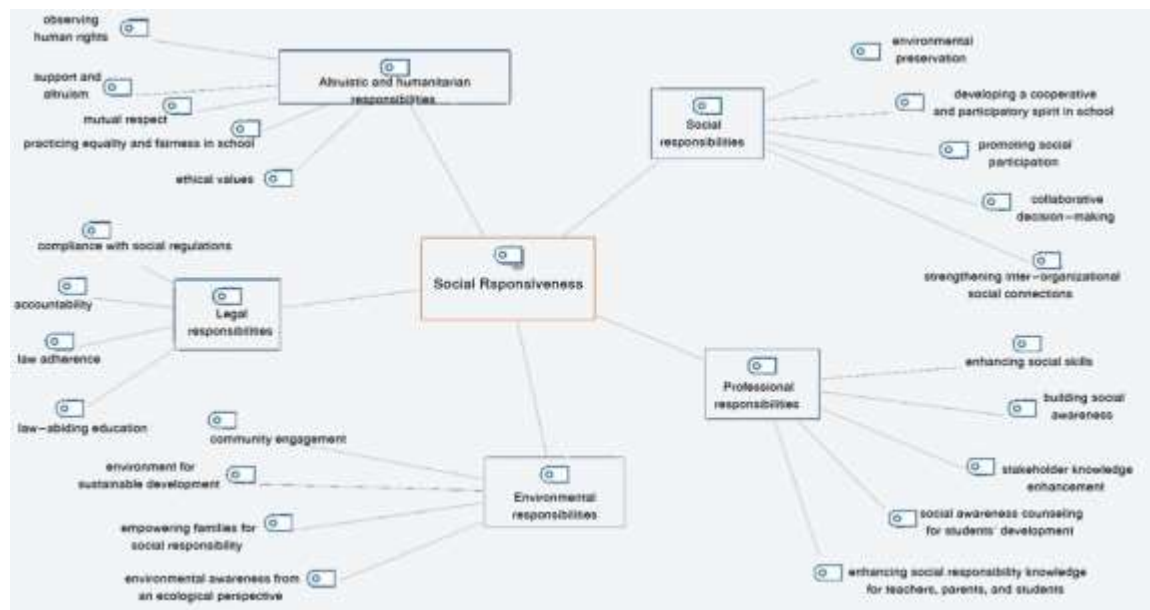 observing
human rights
support and
altruism
mutual respect
practicing equality and fairness in school
ethical values
Altruistic and humanitarian
responsibilities
environmental
preservation
developing a cooperative
and participatory spirit in school
promoting social
participation
collaborative
decision-making
strengthening inter-organizational
social connections
Social
responsibilities
Social Rsponsiveness
compliance with social regulations
accountability
law adherence
law-abiding education
Legal
responsibilities
Professional
responsibilities
enhancing social skills
building social
awareness
stakeholder knowledge
enhancement
social awareness counseling
for students' development
enhancing social responsibility knowledge
for teachers, parents, and students
community engagement
environment for
sustainable development
empowering families for
social responsibility
environmental awareness from
an ecological perspective
Environmental
responsibilities